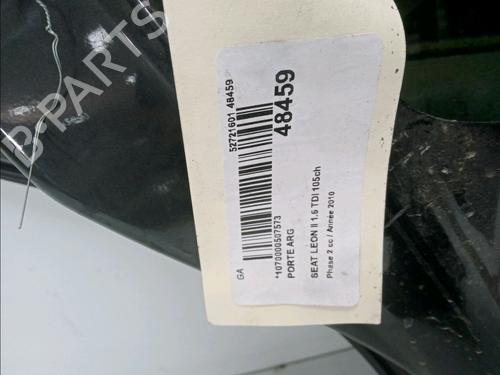 B-PARTS
52721601 48459
48459
GA
*1070000507573
PORTE ARG
SEAT LEON II 1.6 TDI 105ch
Phase 2 cc / Année 2010